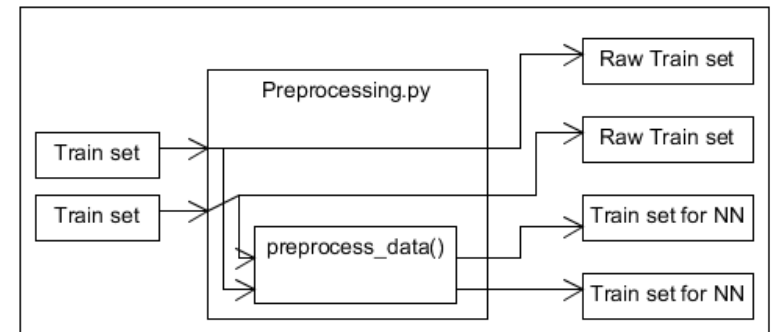 Raw Train set
Preprocessing.py
Raw Train set
Train set
Train set
Train set for NN
preprocess_data()
Train set for NN